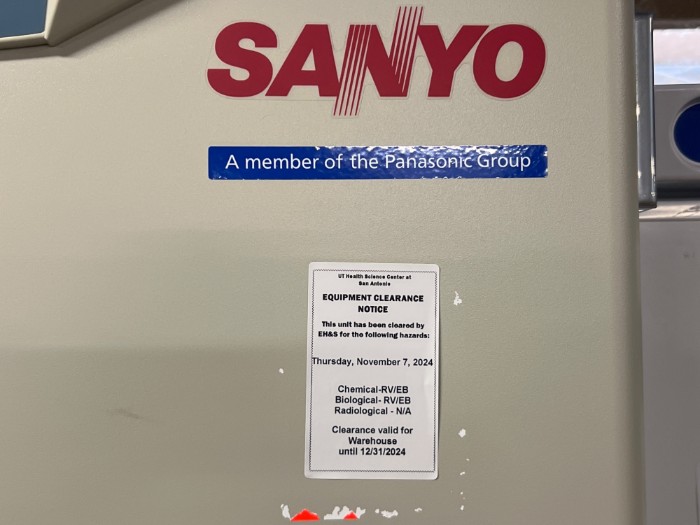 SANYO
A member of the Panasonic Group
UT Health Science Center at
San Antonio
EQUIPMENT CLEARANCE
NOTICE
This unit has been cleared by
EH&S for the following hazards:
Thursday, November 7, 2024
Chemical-RV/EB
Biological- RV/EB
Radiological - N/A
Clearance valid for
Warehouse
until 12/31/2024